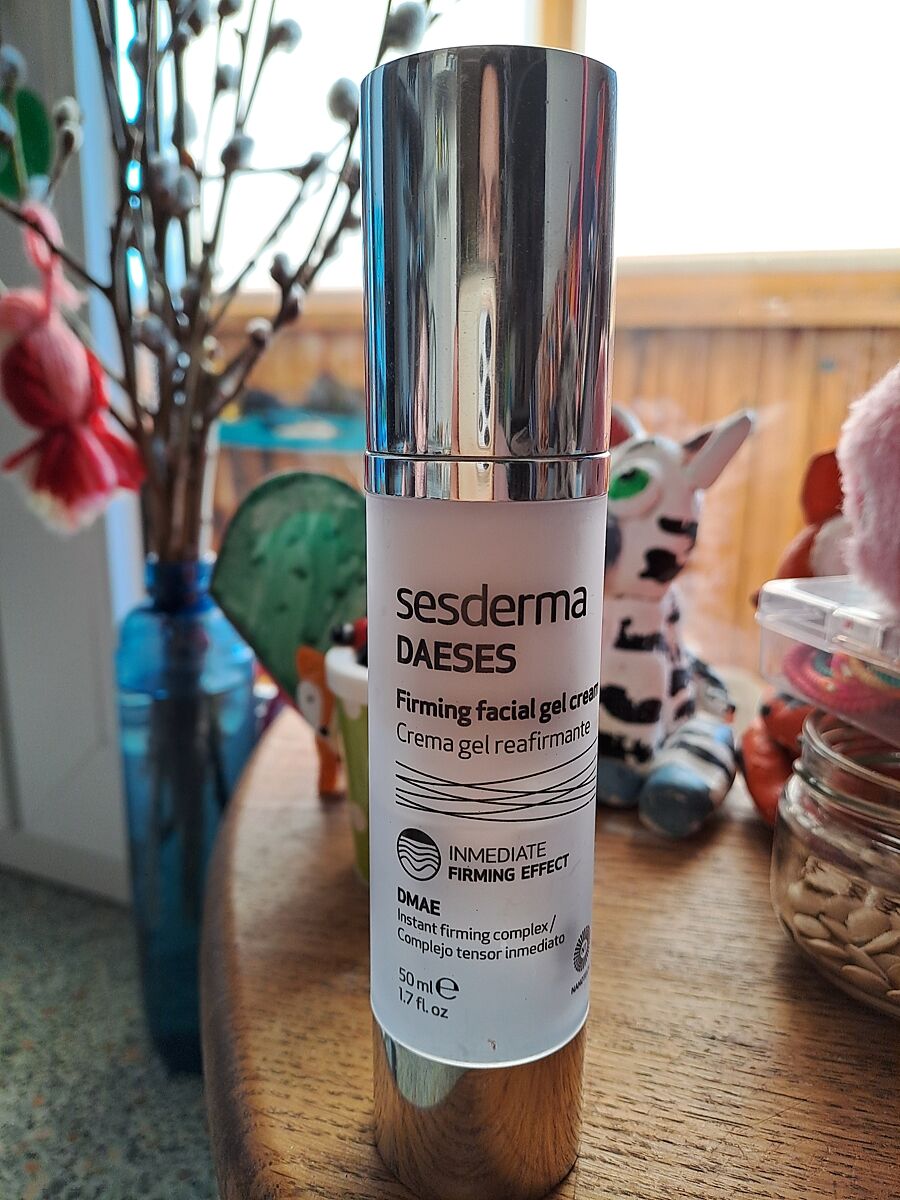 sesderma
DAESES
Firming facial gel cream
Crema gel reafirmante
INMEDIATE
FIRMING EFFECT
DMAE
Instant firming complex/
Complejo tensor inmediato
50 ml e
1.7 fl. oz